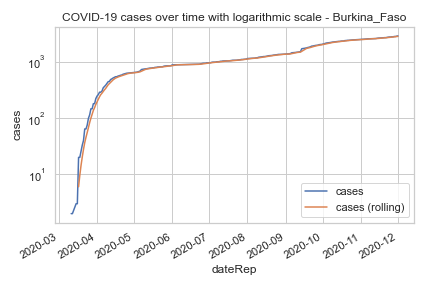 COVID-19 cases over time with logarithmic scale - Burkina_Faso
10³
10²
10¹
cases
cases
cases (rolling)
2020-03
2020-04
2020-05
2020-06
2020-07
2020-08
2020-09
2020-10
2020-11
2020-12
dateRep